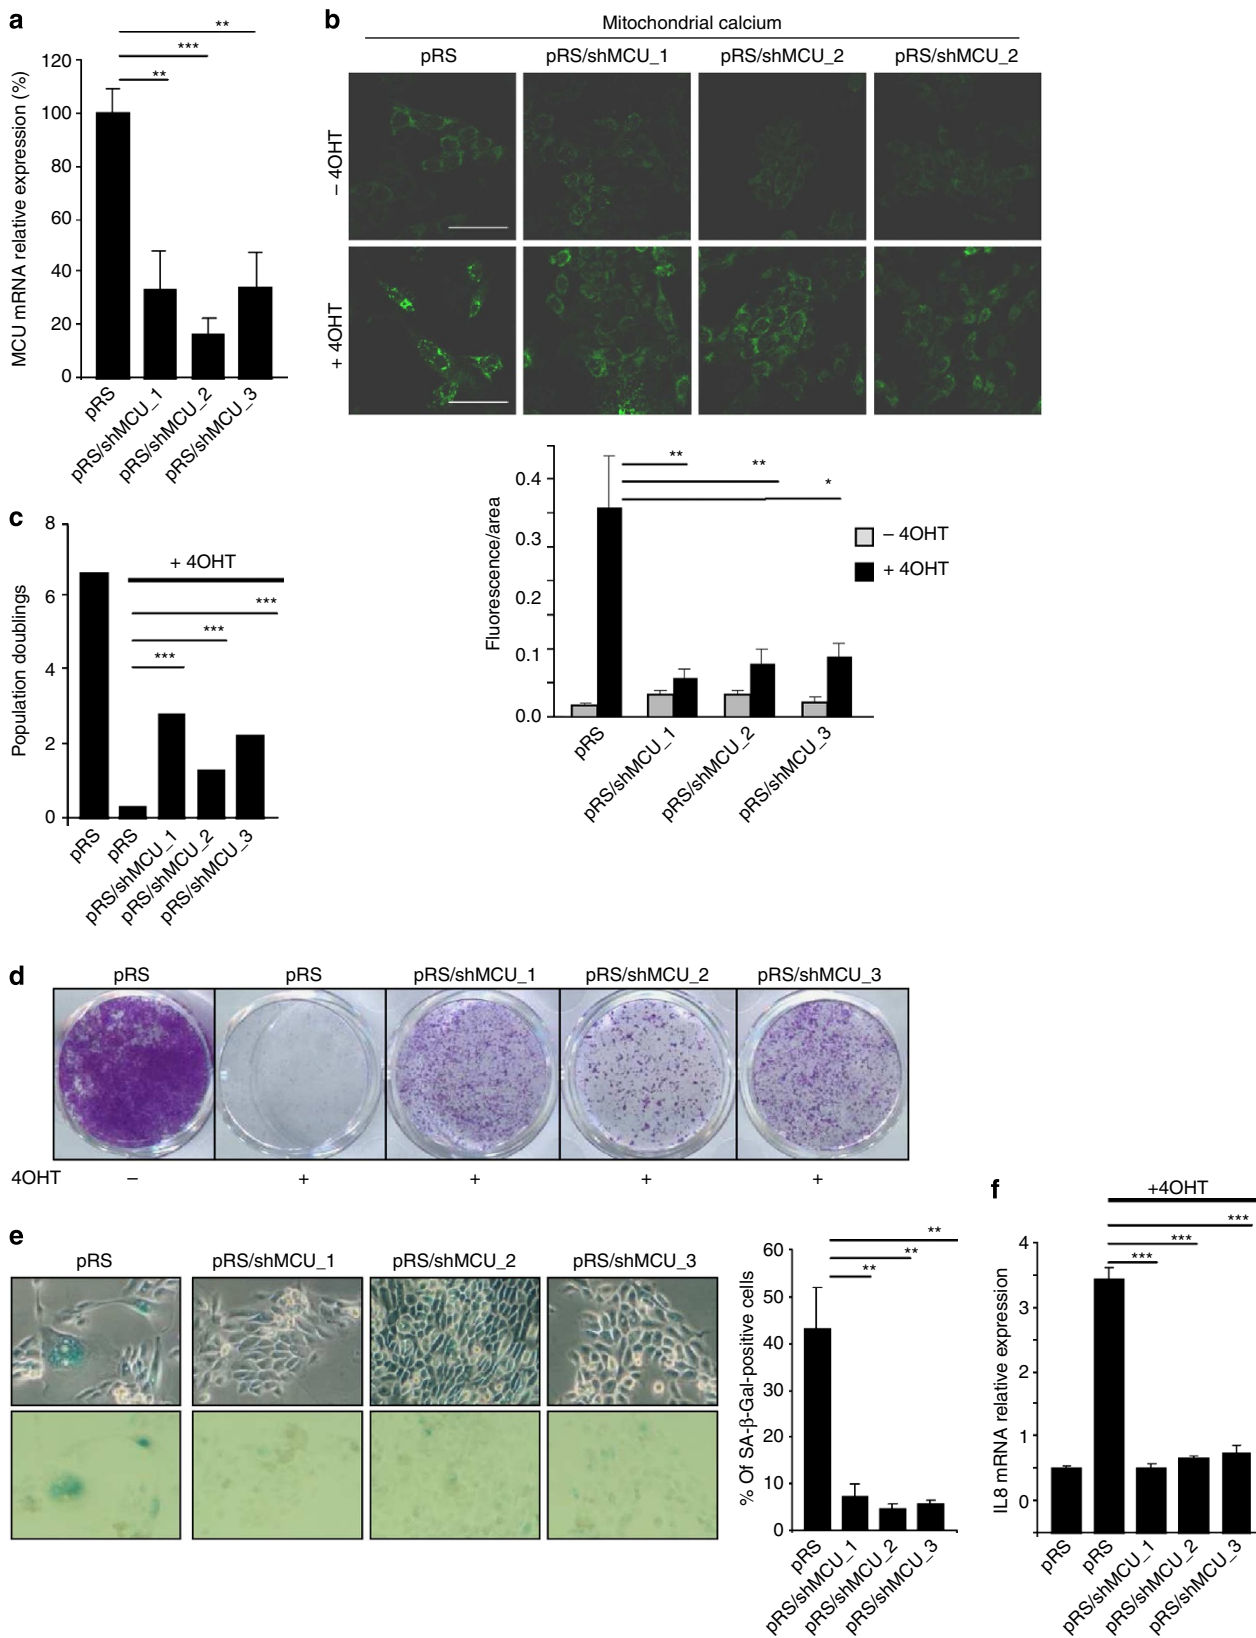 a
**
***
**
MCU mRNA relative expression (%)
120
100
80
60
40
20
0
pRS
pRS/shMCU_1
pRS/shMCU_2
pRS/shMCU_3
b
Mitochondrial calcium
pRS pRS/shMCU_1 pRS/shMCU_2 pRS/shMCU_2
– 4OHT
+ 4OHT
Fluorescence/area
0.4
0.3
0.2
0.1
0.0
**
**
*
– 4OHT
+ 4OHT
pRS
pRS/shMCU_1
pRS/shMCU_2
pRS/shMCU_3
c
Population doublings
8
6
4
2
0
+ 4OHT
***
***
***
pRS
pRS
pRS/shMCU_1
pRS/shMCU_2
pRS/shMCU_3
d
pRS pRS pRS/shMCU_1 pRS/shMCU_2 pRS/shMCU_3
4OHT – + + + +
e
pRS pRS/shMCU_1 pRS/shMCU_2 pRS/shMCU_3
% Of SA-β-Gal-positive cells
60
50
40
30
20
10
0
**
**
**
pRS
pRS/shMCU_1
pRS/shMCU_2
pRS/shMCU_3
f
+4OHT
***
***
***
IL8 mRNA relative expression
4
3
2
1
0
pRS
pRS
pRS/shMCU_1
pRS/shMCU_2
pRS/shMCU_3